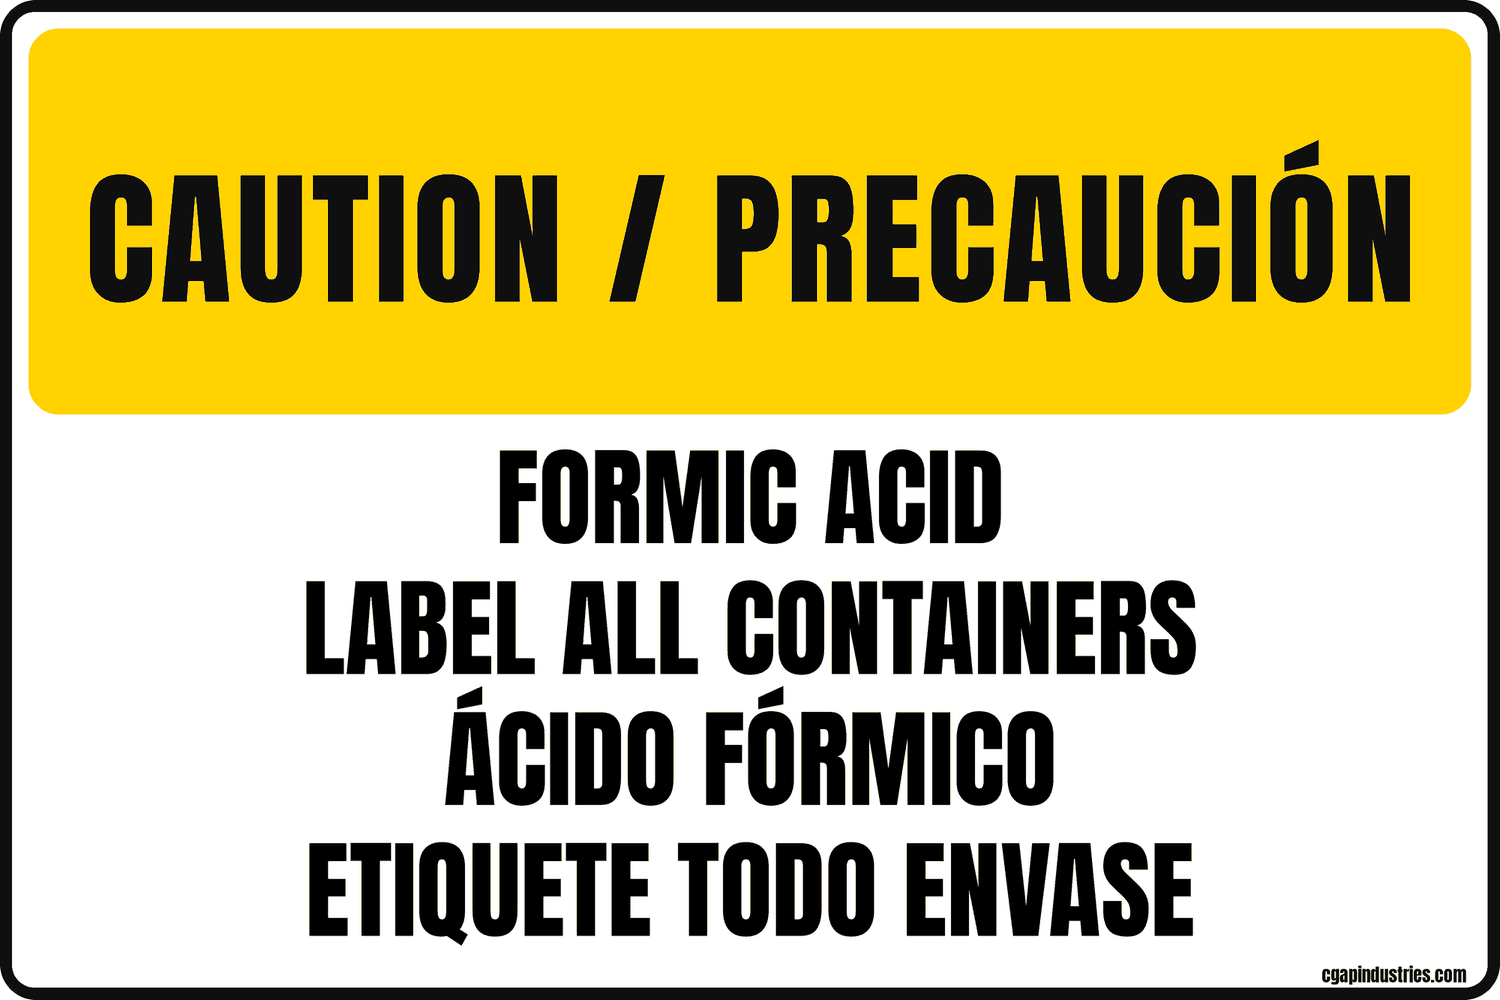 CAUTION / PRECAUCIÓN
FORMIC ACID
LABEL ALL CONTAINERS
ÁCIDO FÓRMICO
ETIQUETE TODO ENVASE
cgapindustries.com